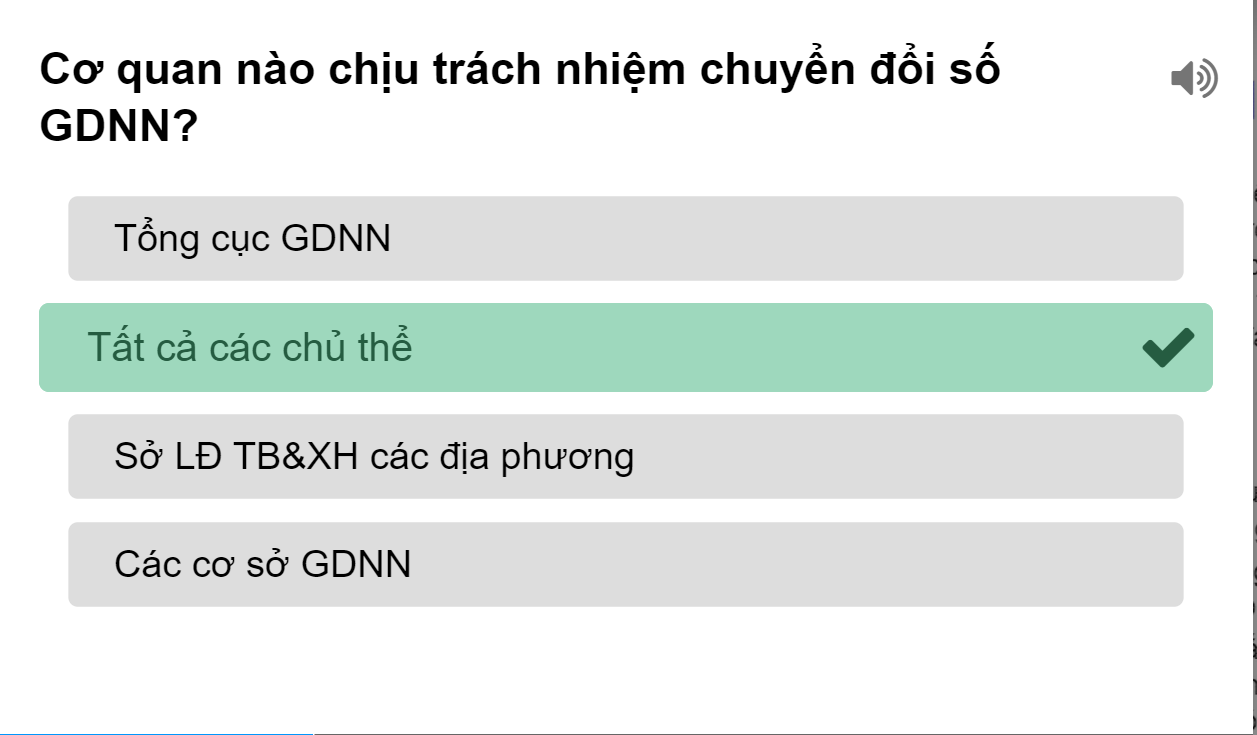 Cơ quan nào chịu trách nhiệm chuyển đổi số
GDNN?
Tổng cục GDNN
Tất cả các chủ thể
Sở LĐ TB&XH các địa phương
Các cơ sở GDNN